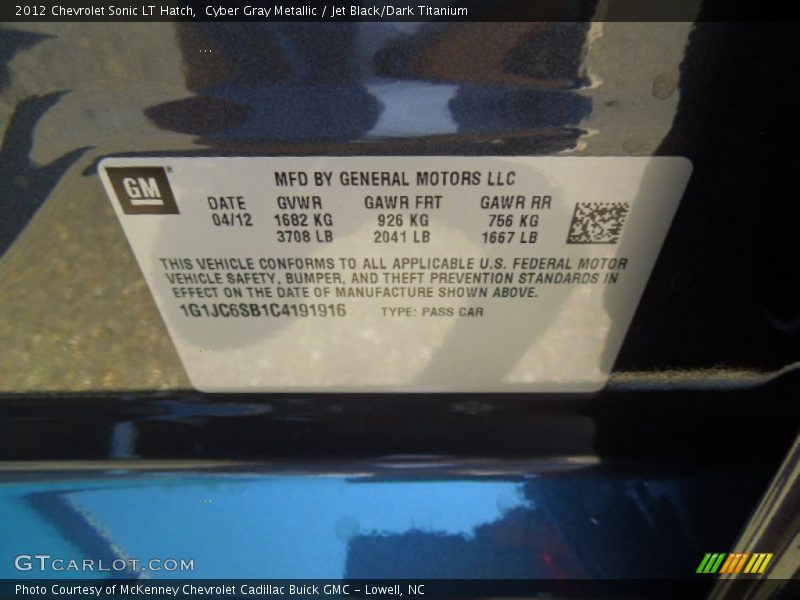 2012 Chevrolet Sonic LT Hatch,  Cyber Gray Metallic / Jet Black/Dark Titanium
GM®
MFD BY GENERAL MOTORS LLC
DATE GVWR GAWR FRT GAWR RR
04/12 1682 KG 926 KG 756 KG
3708 LB 2041 LB 1667 LB
THIS VEHICLE CONFORMS TO ALL APPLICABLE U.S. FEDERAL MOTOR
VEHICLE SAFETY, BUMPER, AND THEFT PREVENTION STANDARDS IN
EFFECT ON THE DATE OF MANUFACTURE SHOWN ABOVE.
1G1JC6SB1C4191916 TYPE: PASS CAR
GTCARLOT.COM
Photo Courtesy of McKenney Chevrolet Cadillac Buick GMC - Lowell, NC